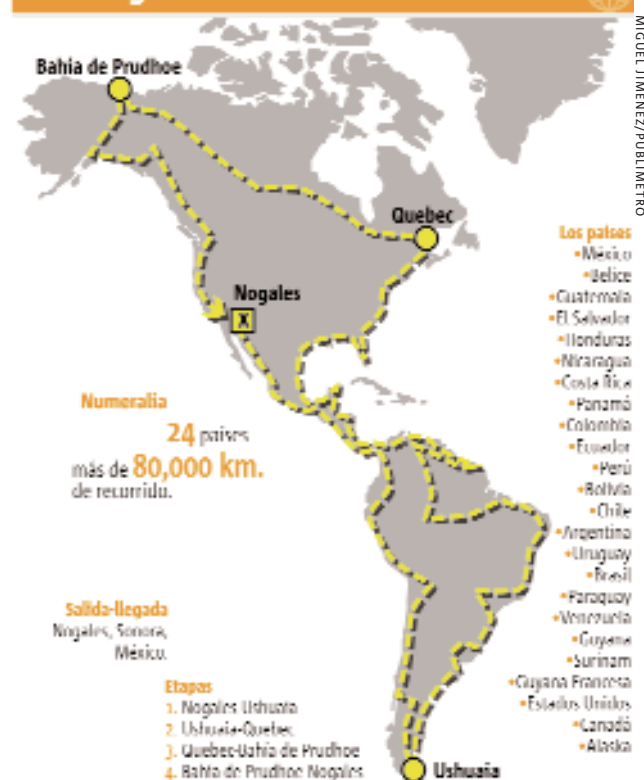 MIGUEL JIMÉNEZ/PUBLIMETRO
Bahia de Prudhoe
Quebec
Nogales
X
Numeralia
24 países
más de 80,000 km.
de recorrido.
Salida-llegada
Nogales, Sonora,
México.
Etapas
1. Nogales Ushuaia
2. Ushuaia-Quebec
3. Quebec-Bahia de Prudhoe
4. Bahia de Prudhoe Nogales
Ushuaia
Los países
•México
•Belice
•Guatemala
•El Salvador
•Honduras
•Nicaragua
•Costa Rica
•Panamá
•Colombia
•Ecuador
•Perú
•Bolivia
•Chile
•Argentina
•Uruguay
•Brasil
•Paraguay
•Venezuela
•Guyana
•Surinam
•Guyana Francesa
•Estados Unidos
•Canadá
•Alaska